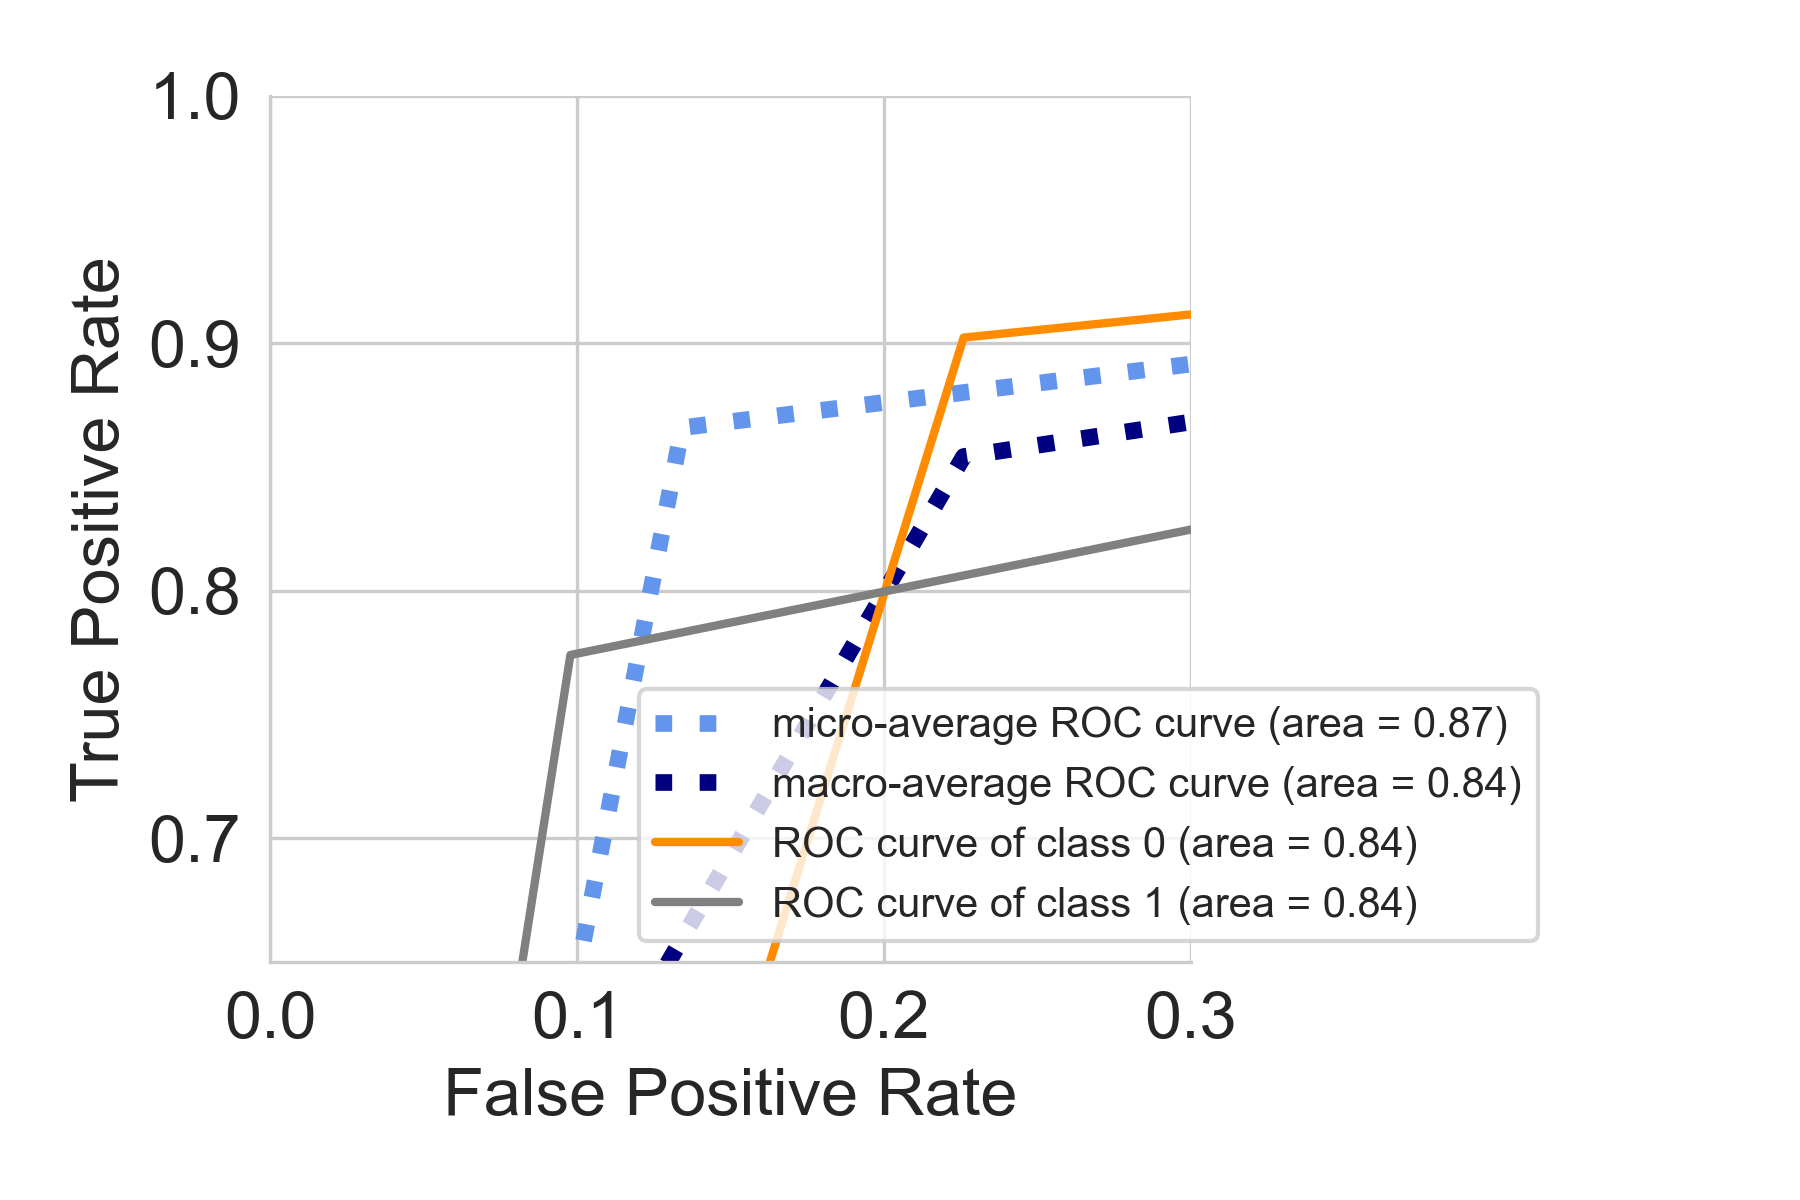 1.0
0.9
0.8
0.7
True Positive Rate
micro-average ROC curve (area = 0.87)
macro-average ROC curve (area = 0.84)
ROC curve of class 0 (area = 0.84)
ROC curve of class 1 (area = 0.84)
0.0 0.1 0.2 0.3
False Positive Rate